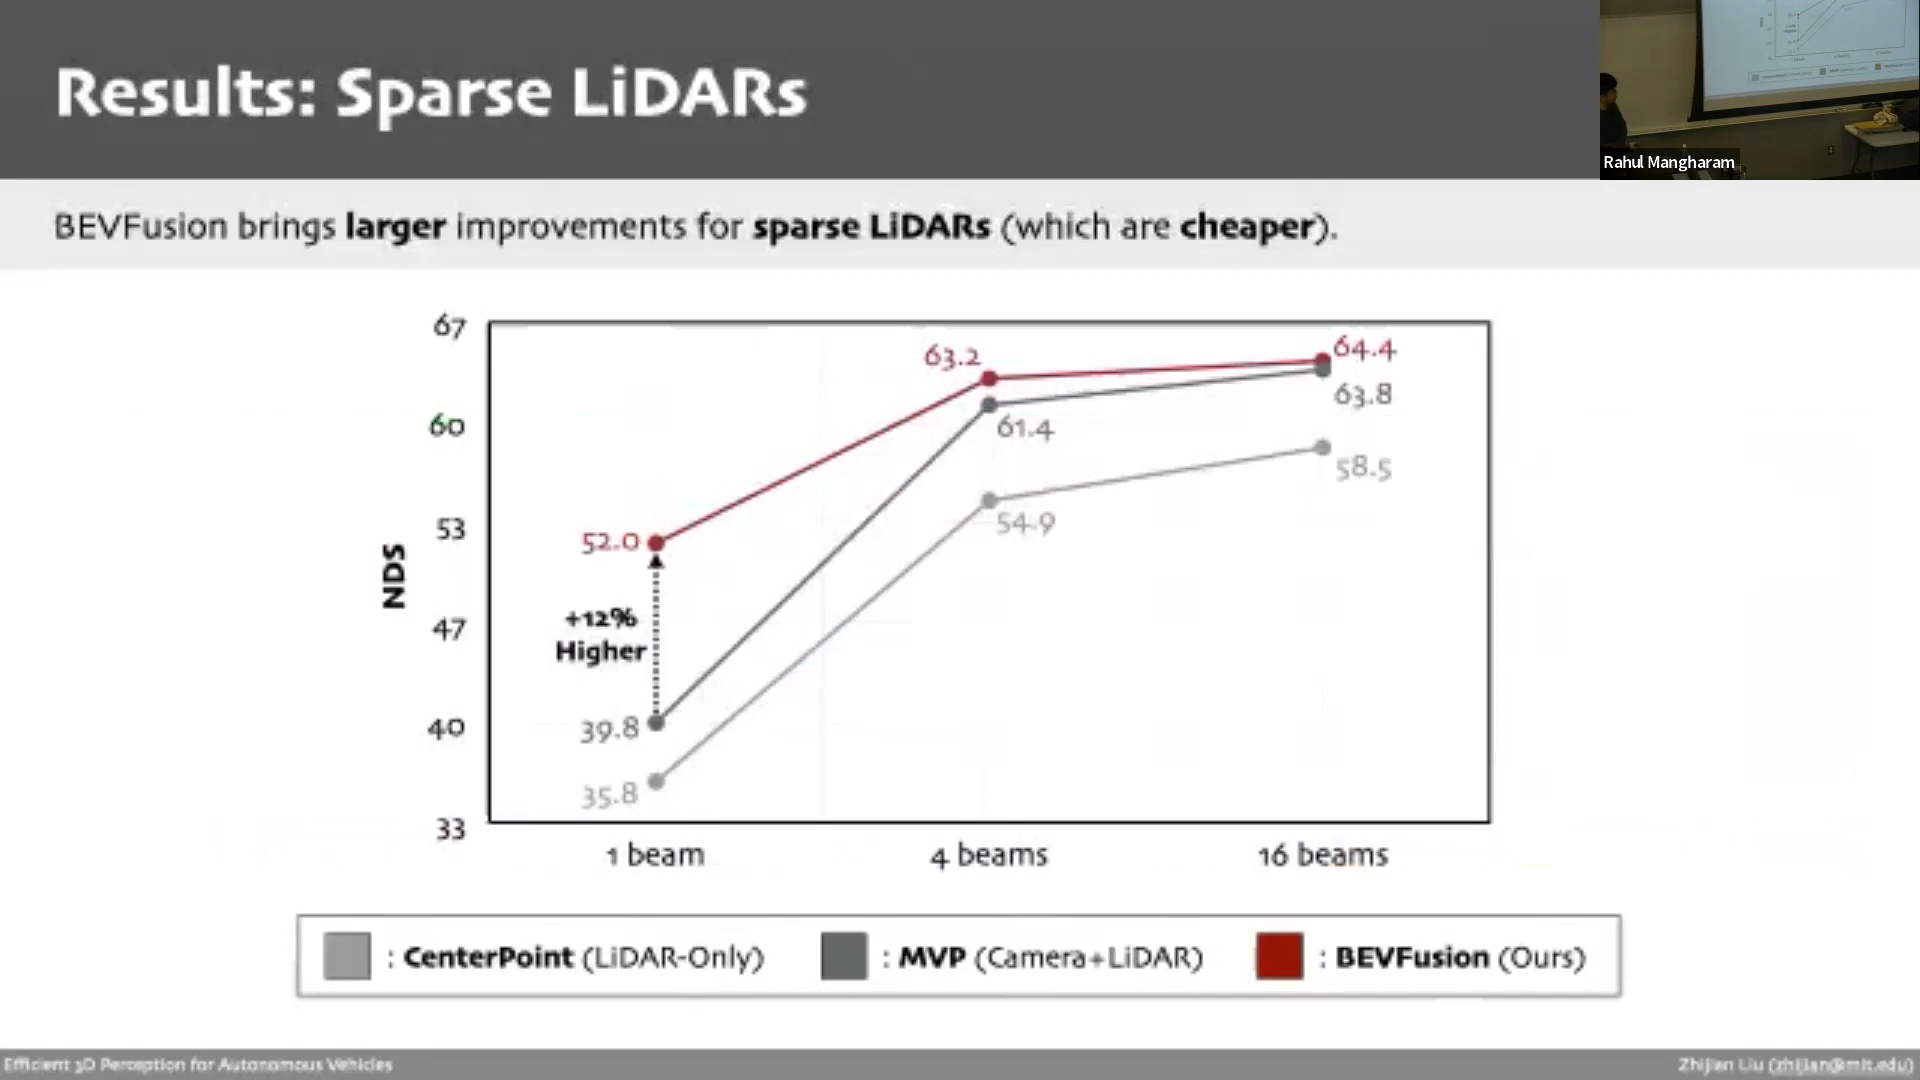 Results: Sparse LiDARs
Rahul Mangharam
BEVFusion brings larger improvements for sparse LiDARs (which are cheaper).
67
60
53
47
40
33
NDS
63.2
64.4
63.8
61.4
58.5
54.9
52.0
+12%
Higher
39.8
35.8
1 beam
4 beams
16 beams
: CenterPoint (LiDAR-Only)
: MVP (Camera+LiDAR)
: BEVFusion (Ours)
Efficient 3D Perception for Autonomous Vehicles
Zhijian Liu (zhijian@mit.edu)